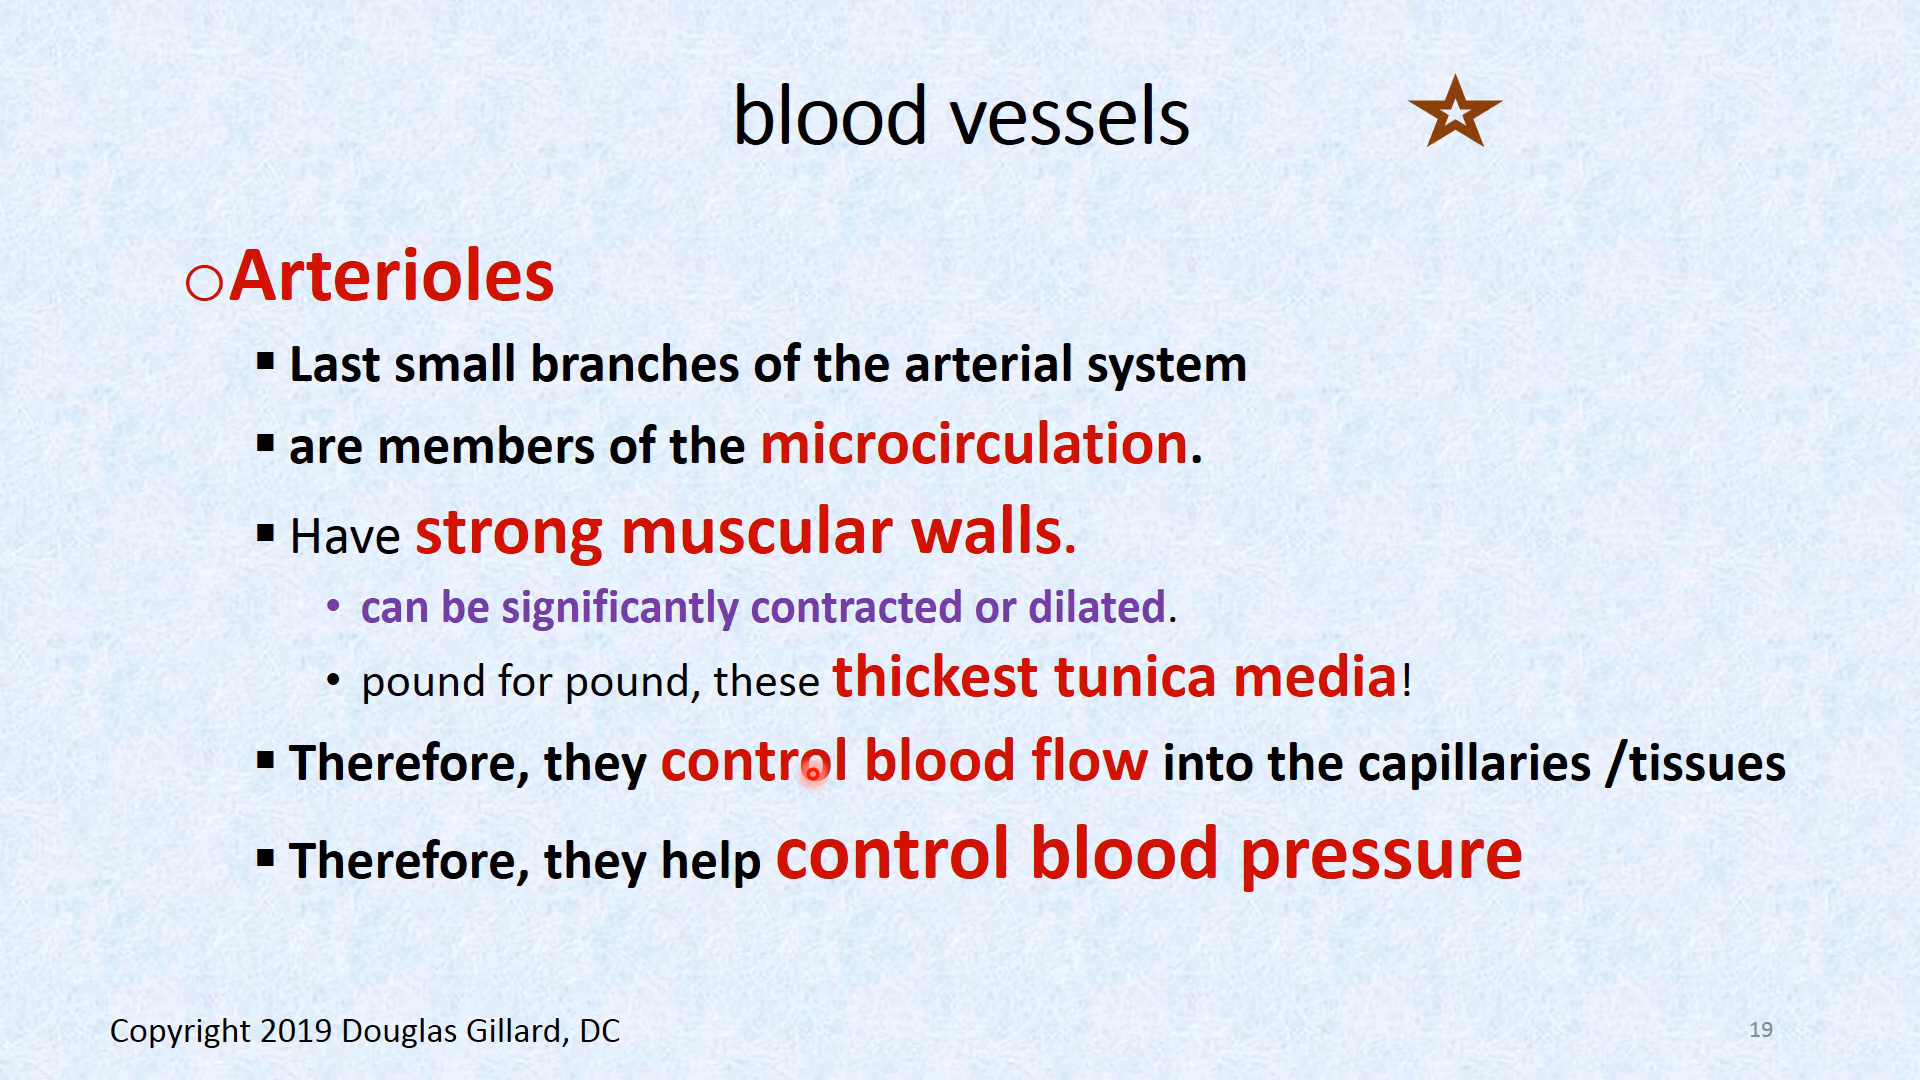 blood vessels
Arterioles
Last small branches of the arterial system
are members of the microcirculation.
Have strong muscular walls.
can be significantly contracted or dilated.
pound for pound, these thickest tunica media!
Therefore, they control blood flow into the capillaries /tissues
Therefore, they help control blood pressure
Copyright 2019 Douglas Gillard, DC
19